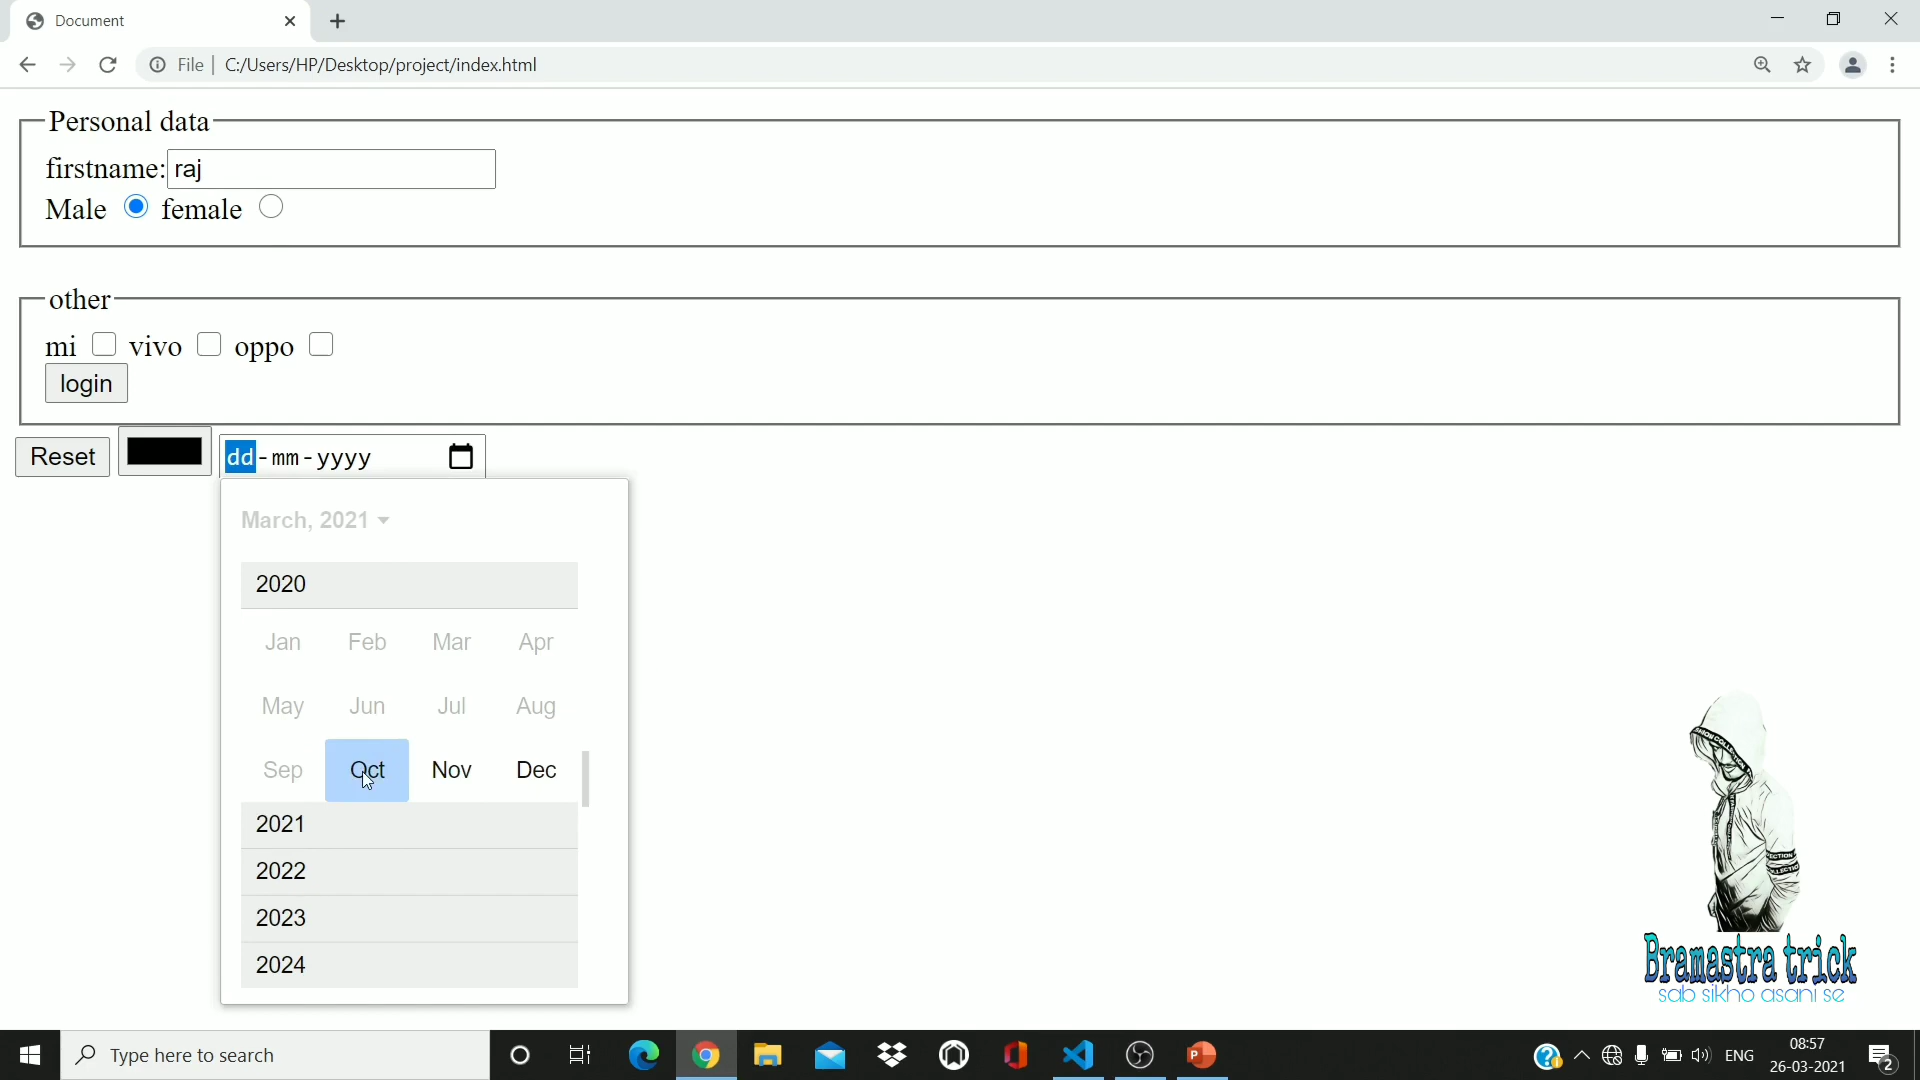 Document
File
C:/Users/HP/Desktop/project/index.html
Personal data
firstname: raj
Male female
other
mi vivo oppo
login
Reset
dd-mm-yyyy
March, 2021
2020
Jan Feb Mar Apr
May Jun Jul Aug
Sep Oct Nov Dec
2021
2022
2023
2024
Bramastra trick
sab sikho asani se
Type here to search
ENG
08:57
26-03-2021
2